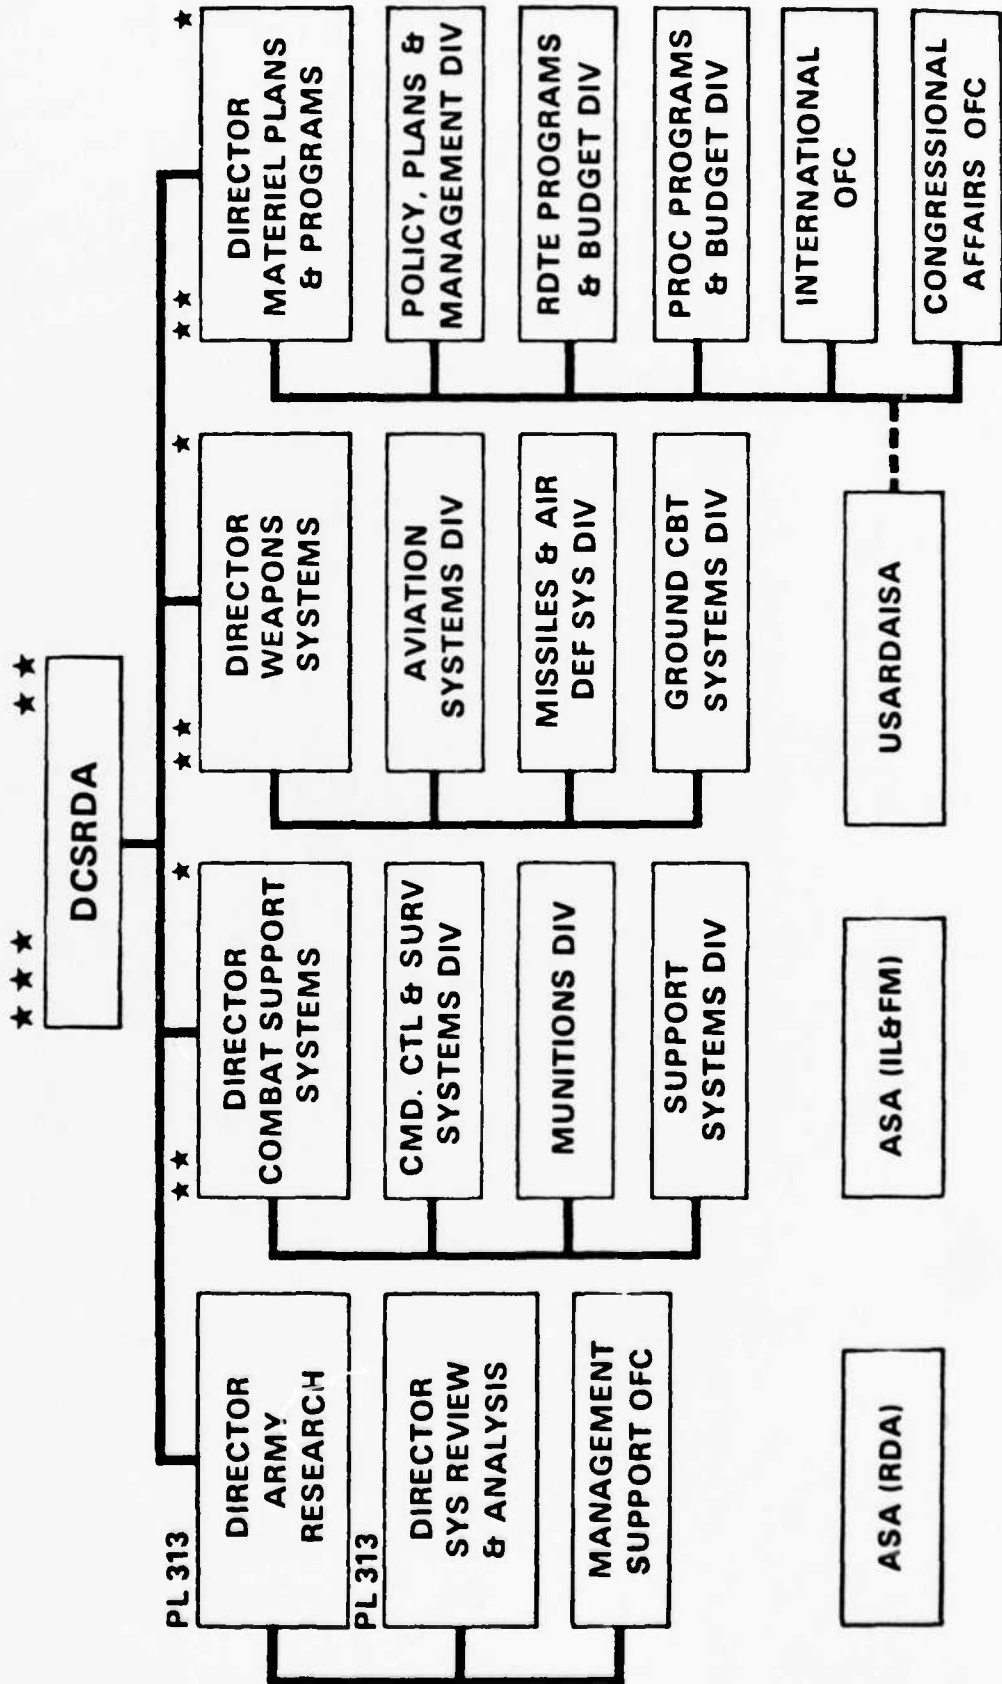 ★★★
★★
DCSRDA
PL 313
DIRECTOR
ARMY
RESEARCH
PL 313
DIRECTOR
SYS REVIEW
& ANALYSIS
MANAGEMENT
SUPPORT OFC
★★
★
DIRECTOR
COMBAT SUPPORT
SYSTEMS
CMD. CTL & SURV
SYSTEMS DIV
MUNITIONS DIV
SUPPORT
SYSTEMS DIV
★★
★
DIRECTOR
WEAPONS
SYSTEMS
AVIATION
SYSTEMS DIV
MISSILES & AIR
DEF SYS DIV
GROUND CBT
SYSTEMS DIV
★★
★
DIRECTOR
MATERIEL PLANS
& PROGRAMS
POLICY, PLANS &
MANAGEMENT DIV
RDTE PROGRAMS
& BUDGET DIV
PROC PROGRAMS
& BUDGET DIV
INTERNATIONAL
OFC
CONGRESSIONAL
AFFAIRS OFC
ASA (RDA)
ASA (IL&FM)
USARDAISA